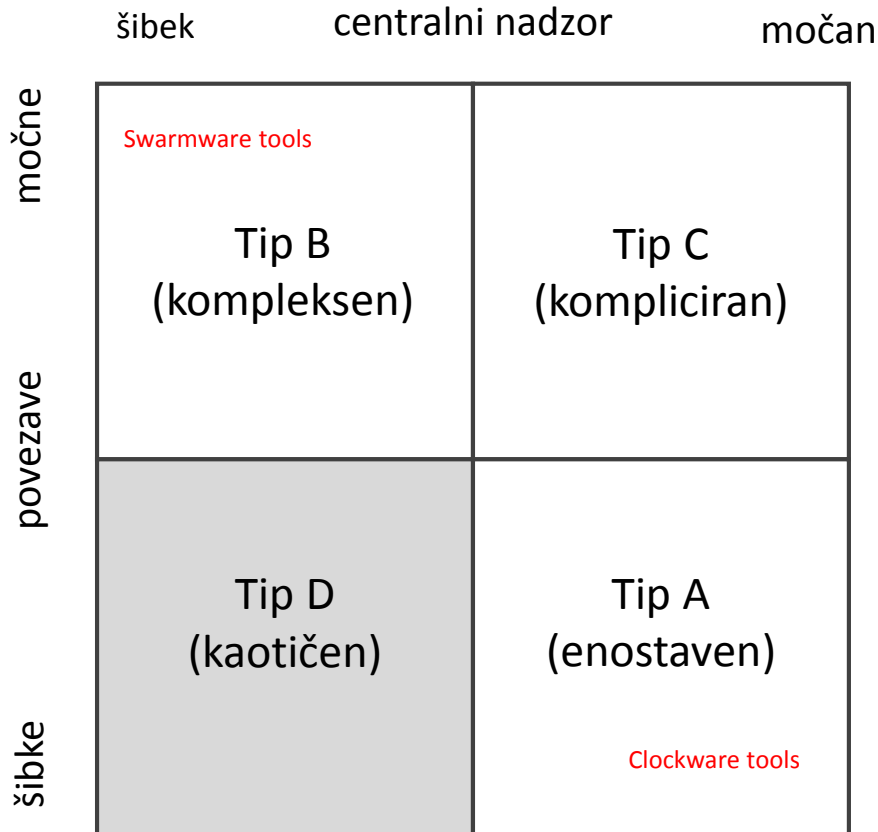 šibek centralni nadzor močan
močne
Swarmware tools
Tip B
(kompleksen)
Tip C
(kompliciran)
povezave
Tip D
(kaotičen)
Tip A
(enostaven)
šibke
Clockware tools